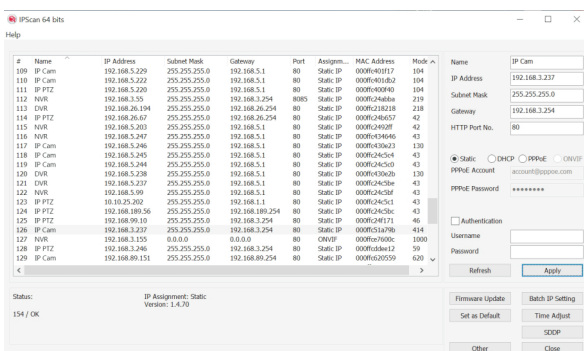 IPScan 64 bits
Help
# Name IP Address Subnet Mask Gateway Port Assignm... MAC Address Mode
109 IP Cam 192.168.5.229 255.255.255.0 192.168.5.1 80 Static IP 000ffc401f17 104
110 IP Cam 192.168.5.222 255.255.255.0 192.168.5.1 80 Static IP 000ffc401db2 104
111 IP PTZ 192.168.5.220 255.255.255.0 192.168.5.1 80 Static IP 000ffc400f40 104
112 NVR 192.168.3.55 255.255.255.0 192.168.3.254 8085 Static IP 000ffc24abba 219
113 DVR 192.168.26.194 255.255.255.0 192.168.26.254 80 Static IP 000ffc218218 218
114 IP PTZ 192.168.26.67 255.255.255.0 192.168.26.254 80 Static IP 000ffc24b657 42
115 NVR 192.168.5.203 255.255.255.0 192.168.5.1 80 Static IP 000ffc2492ff 42
116 NVR 192.168.5.247 255.255.255.0 192.168.5.1 80 Static IP 000ffc434646 43
117 IP Cam 192.168.5.246 255.255.255.0 192.168.5.1 80 Static IP 000ffc430e23 130
118 IP Cam 192.168.5.245 255.255.255.0 192.168.5.1 80 Static IP 000ffc24c5c4 43
119 IP Cam 192.168.5.244 255.255.255.0 192.168.5.1 80 Static IP 000ffc24c5c0 43
120 DVR 192.168.5.238 255.255.255.0 192.168.5.1 80 Static IP 000ffc430e2b 130
121 DVR 192.168.5.237 255.255.255.0 192.168.5.1 80 Static IP 000ffc24c5be 43
122 NVR 192.168.5.99 255.255.255.0 192.168.5.1 80 Static IP 000ffc24c5bf 43
123 IP PTZ 10.10.25.202 255.255.255.0 192.168.1.1 80 Static IP 000ffc24c5c1 43
124 IP PTZ 192.168.189.56 255.255.255.0 192.168.189.254 80 Static IP 000ffc24c5bc 43
125 IP PTZ 192.168.99.10 255.255.255.0 192.168.3.254 80 Static IP 000ffc24f171 46
126 IP Cam 192.168.3.237 255.255.255.0 192.168.3.254 80 Static IP 000ffc51a79b 414
127 NVR 192.168.3.155 0.0.0.0 0.0.0.0 80 ONVIF 000ffce7600c 1000
128 IP PTZ 192.168.3.246 255.255.255.0 192.168.3.254 80 Static IP 000ffcddee12 59
129 IP Cam 192.168.89.151 255.255.255.0 192.168.89.254 80 Static IP 000ffc620559 620
Name IP Cam
IP Address 192.168.3.237
Subnet Mask 255.255.255.0
Gateway 192.168.3.254
HTTP Port No. 80
Static DHCP PPPoE ONVIF
PPPoE Account account@pppoe.com
PPPoE Password ********
Authentication
Username
Password
Refresh Apply
Status: IP Assignment: Static
Version: 1.4.70
154 / OK
Firmware Update Batch IP Setting
Set as Default Time Adjust
SDDP
Other Close